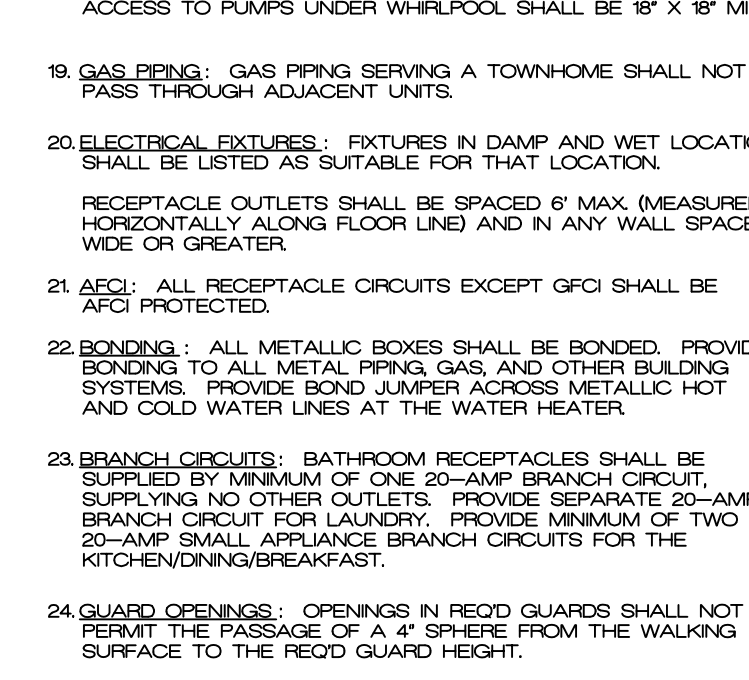 ACCESS TO PUMPS UNDER WHIRLPOOL SHALL BE 18" X 18"
19. GAS PIPING: GAS PIPING SERVING A TOWNHOME SHALL NOT
PASS THROUGH ADJACENT UNITS.
20. ELECTRICAL FIXTURES : FIXTURES IN DAMP AND WET
SHALL BE LISTED AS SUITABLE FOR THAT LOCATION.
RECEPTACLE OUTLETS SHALL BE SPACED 6' MAX. (MEASURED
HORIZONTALLY ALONG FLOOR LINE) AND IN ANY WALL SPACE
WIDE OR GREATER.
21. AFCI: ALL RECEPTACLE CIRCUITS EXCEPT GFCI SHALL BE
AFCI PROTECTED.
22. BONDING : ALL METALLIC BOXES SHALL BE BONDED. PROVIDE
BONDING TO ALL METAL PIPING, GAS, AND OTHER BUILDING
SYSTEMS. PROVIDE BOND JUMPER ACROSS METALLIC HOT
AND COLD WATER LINES AT THE WATER HEATER.
23. BRANCH CIRCUITS: BATHROOM RECEPTACLES SHALL BE
SUPPLIED BY MINIMUM OF ONE 20-AMP BRANCH CIRCUIT,
SUPPLYING NO OTHER OUTLETS. PROVIDE SEPARATE 20-AMP
BRANCH CIRCUIT FOR LAUNDRY. PROVIDE MINIMUM OF TWO
20-AMP SMALL APPLIANCE BRANCH CIRCUITS FOR THE
KITCHEN/DINING/BREAKFAST.
24. GUARD OPENINGS : OPENINGS IN REQ'D GUARDS SHALL NOT
PERMIT THE PASSAGE OF A 4" SPHERE FROM THE WALKING
SURFACE TO THE REQ'D GUARD HEIGHT.